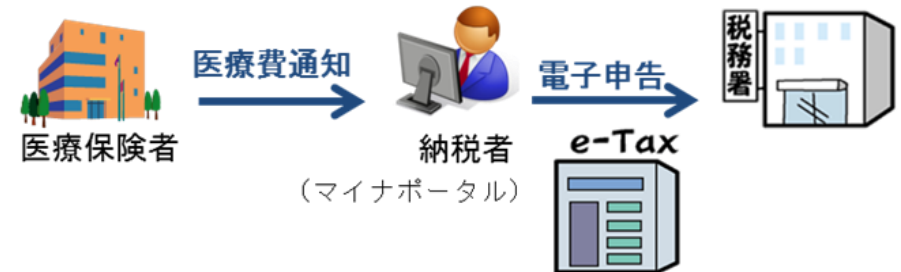 医療費通知
電子申告
税務署
医療保険者
納税者
(マイナポータル)
e-Tax